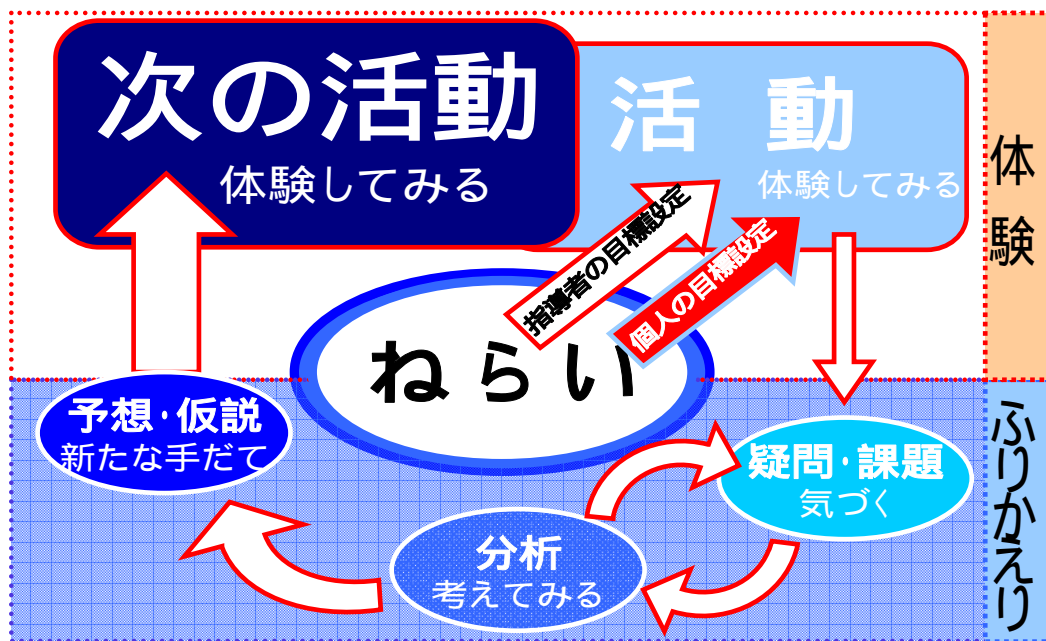 次の活動
体験してみる
活 動
体験してみる
体験
指導者の目標設定
個人の目標設定
ねらい
予想・仮説
新たな手だて
疑問・課題
気づく
分析
考えてみる
ふりかえり